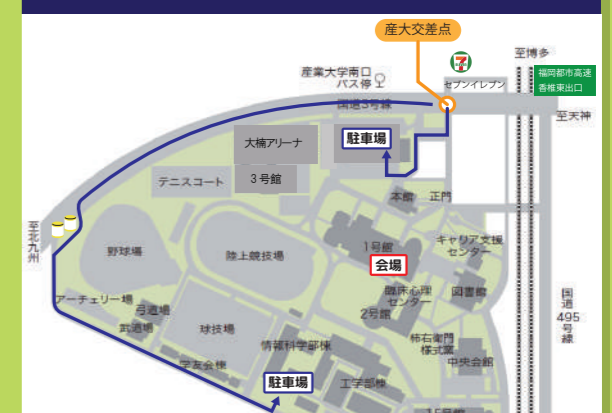 産大交差点
至博多
7
福岡都市高速
香椎東出口
産業大学南口
バス停
セブンイレブン
国道3号線
至天神
大楠アリーナ
駐車場
3号館
テニスコート
本館
正門
至北九州
野球場
陸上競技場
1号館
会場
キャリア支援
センター
臨床心理
センター
図書館
2号館
アーチェリー場
弓道場
武道場
球技場
国道495号線
柿右衛門
様式窯
情報科学部棟
中央会館
学友会棟
駐車場
工学部棟
15号館